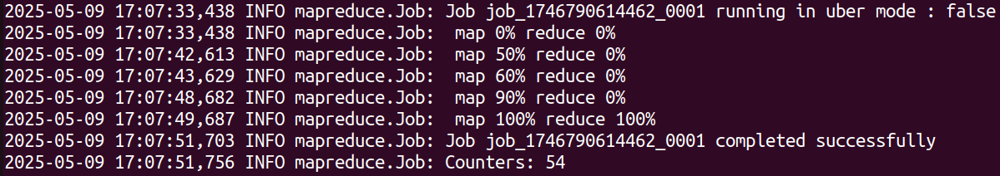 2025-05-09 17:07:33,438 INFO mapreduce.Job: Job job_1746790614462_0001 running in uber mode : false
2025-05-09 17:07:33,438 INFO mapreduce.Job:  map 0% reduce 0%
2025-05-09 17:07:42,613 INFO mapreduce.Job:  map 50% reduce 0%
2025-05-09 17:07:43,629 INFO mapreduce.Job:  map 60% reduce 0%
2025-05-09 17:07:48,682 INFO mapreduce.Job:  map 90% reduce 0%
2025-05-09 17:07:49,687 INFO mapreduce.Job:  map 100% reduce 100%
2025-05-09 17:07:51,703 INFO mapreduce.Job: Job job_1746790614462_0001 completed successfully
2025-05-09 17:07:51,756 INFO mapreduce.Job: Counters: 54